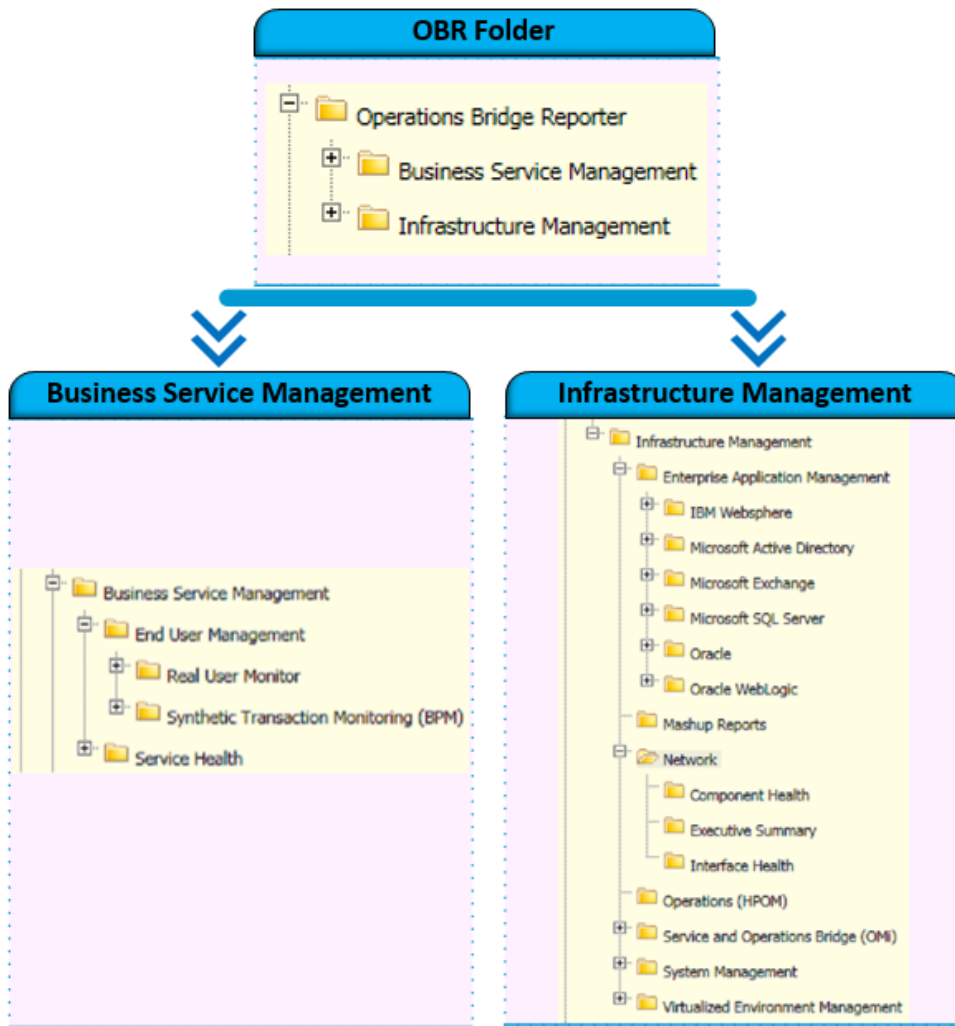 OBR Folder
Operations Bridge Reporter
Business Service Management
Infrastructure Management
Business Service Management
Business Service Management
End User Management
Real User Monitor
Synthetic Transaction Monitoring (BPM)
Service Health
Infrastructure Management
Infrastructure Management
Enterprise Application Management
IBM Websphere
Microsoft Active Directory
Microsoft Exchange
Microsoft SQL Server
Oracle
Oracle WebLogic
Mashup Reports
Network
Component Health
Executive Summary
Interface Health
Operations (HPOM)
Service and Operations Bridge (OMi)
System Management
Virtualized Environment Management